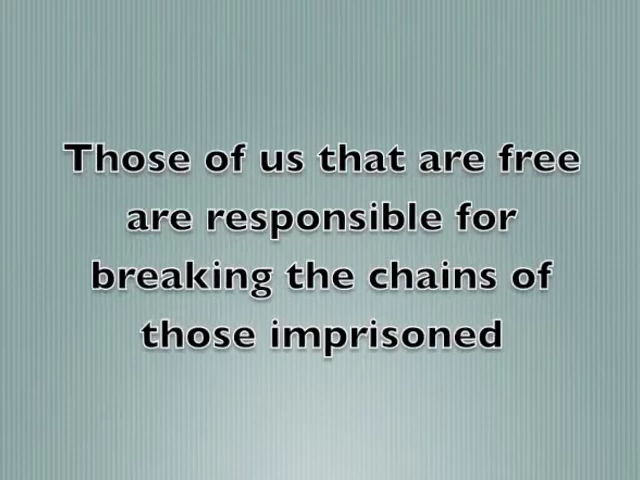 Those of us that are free
are responsible for
breaking the chains of
those imprisoned